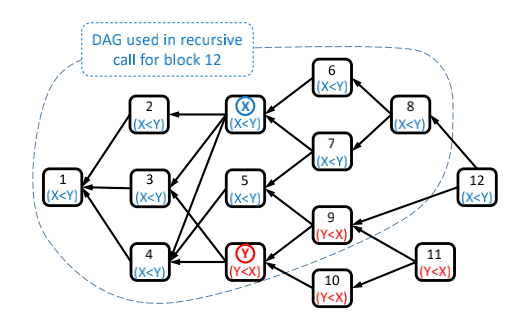 DAG used in recursive
call for block 12
1
(X<Y)
2
(X<Y)
3
(X<Y)
4
(X<Y)
X
(X<Y)
5
(X<Y)
Y
(Y<X)
6
(X<Y)
7
(X<Y)
9
(Y<X)
10
(Y<X)
8
(X<Y)
12
(X<Y)
11
(Y<X)